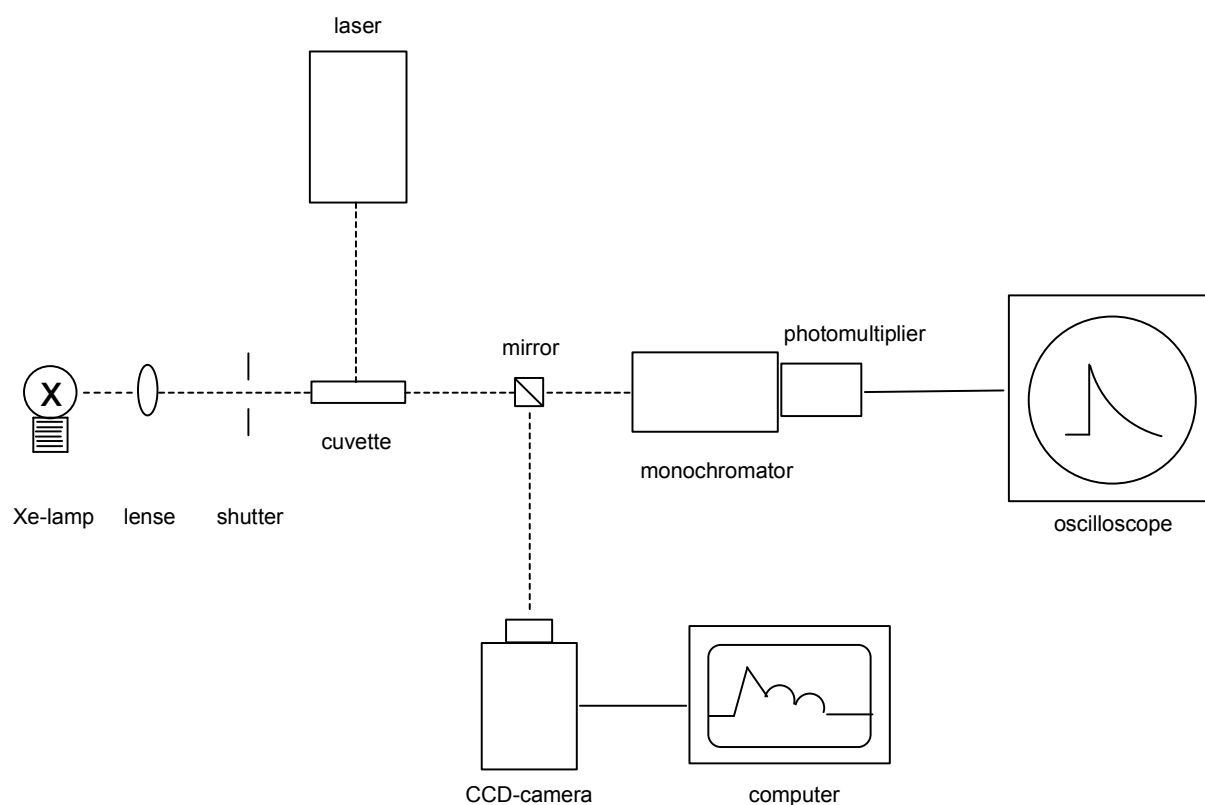 laser
photomultiplier
mirror
X
cuvette
monochromator
Xe-lamp lense shutter
oscilloscope
CCD-camera computer